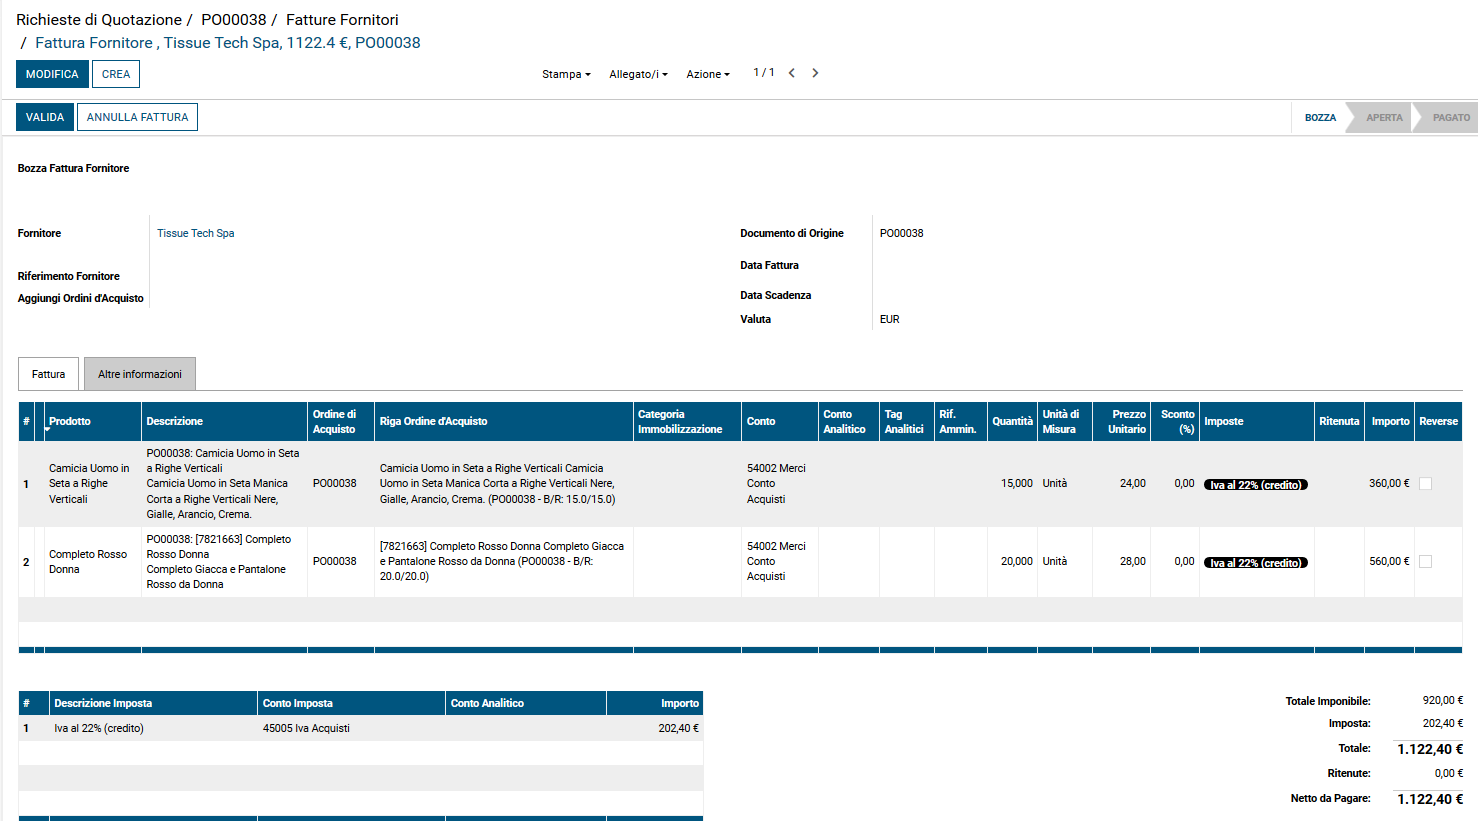 Richieste di Quotazione / PO00038 / Fatture Fornitori
/ Fattura Fornitore , Tissue Tech Spa, 1122.4 €, PO00038
MODIFICA CREA Stampa Allegato/i Azione 1 / 1
VALIDA ANNULLA FATTURA BOZZA APERTA PAGATO
Bozza Fattura Fornitore
Fornitore Tissue Tech Spa
Riferimento Fornitore
Aggiungi Ordini d'Acquisto
Documento di Origine PO00038
Data Fattura
Data Scadenza
Valuta EUR
Fattura Altre informazioni
# Prodotto Descrizione Ordine di Acquisto Riga Ordine d'Acquisto Categoria Immobilizzazione Conto Conto Analitico Tag Analitici Rif. Ammin. Quantità Unità di Misura Prezzo Unitario Sconto (%) Imposte Ritenuta Importo Reverse
1
Camicia Uomo in
Seta a Righe
Verticali
PO00038: Camicia Uomo in Seta
a Righe Verticali
Camicia Uomo in Seta Manica
Corta a Righe Verticali Nere,
Gialle, Arancio, Crema.
PO00038
Camicia Uomo in Seta a Righe Verticali Camicia
Uomo in Seta Manica Corta a Righe Verticali Nere,
Gialle, Arancio, Crema. (PO00038 - B/R: 15.0/15.0)
54002 Merci
Conto
Acquisti
15,000 Unità 24,00 0,00 Iva al 22% (credito) 360,00 €
2
Completo Rosso
Donna
PO00038: [7821663] Completo
Rosso Donna
Completo Giacca e Pantalone
Rosso da Donna
PO00038
[7821663] Completo Rosso Donna Completo Giacca
e Pantalone Rosso da Donna (PO00038 - B/R:
20.0/20.0)
54002 Merci
Conto
Acquisti
20,000 Unità 28,00 0,00 Iva al 22% (credito) 560,00 €
# Descrizione Imposta Conto Imposta Conto Analitico Importo
1 Iva al 22% (credito) 45005 Iva Acquisti 202,40 €
Totale Imponibile: 920,00 €
Imposta: 202,40 €
Totale: 1.122,40 €
Ritenute: 0,00 €
Netto da Pagare: 1.122,40 €